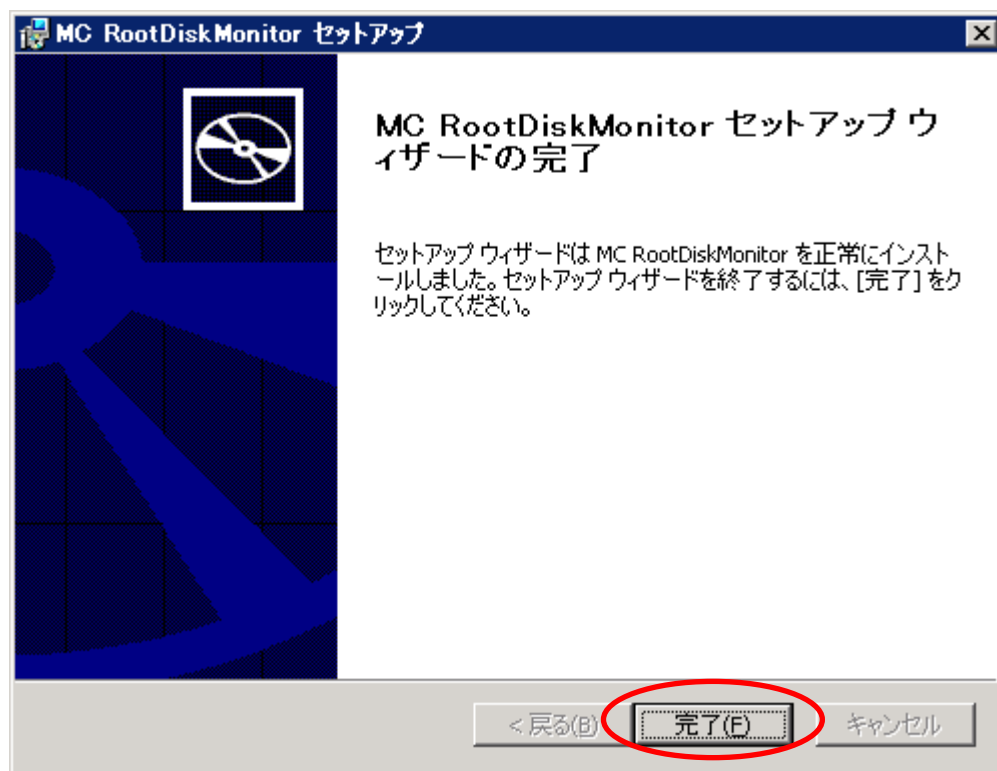 MC RootDiskMonitor セットアップ
MC RootDiskMonitor セットアップ ウ
ィザードの完了
セットアップ ウィザードは MC RootDiskMonitor を正常にインスト
ールしました。セットアップ ウィザードを終了するには、[完了] をク
リックしてください。
< 戻る(B) 完了(F) キャンセル